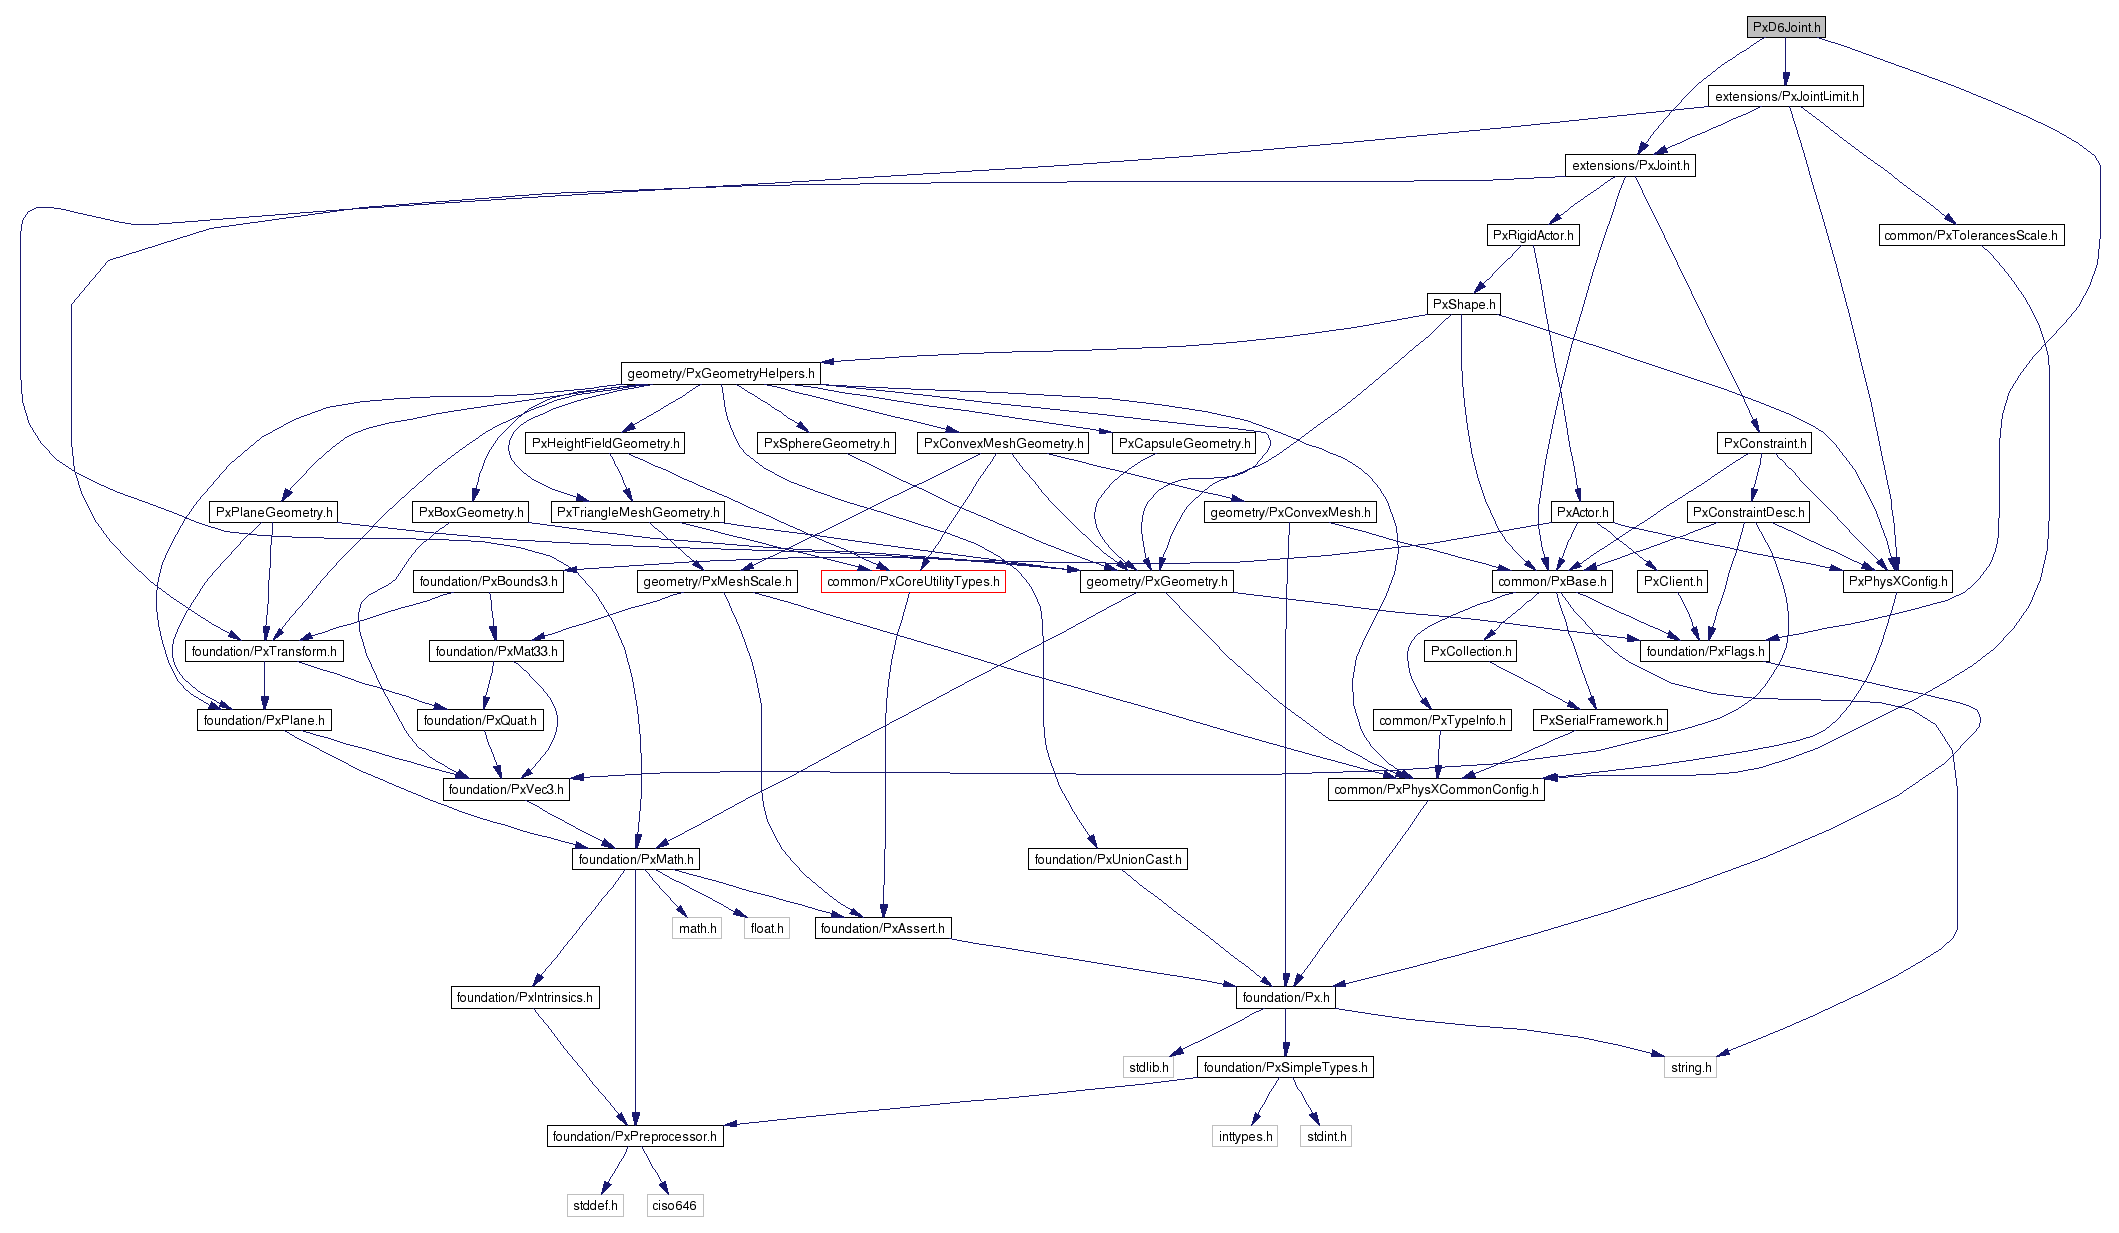 PxD6Joint.h
extensions/PxJointLimit.h
extensions/PxJoint.h
PxRigidActor.h
common/PxTolerancesScale.h
PxShape.h
geometry/PxGeometryHelpers.h
PxHeightFieldGeometry.h
PxSphereGeometry.h
PxConvexMeshGeometry.h
PxCapsuleGeometry.h
PxConstraint.h
PxPlaneGeometry.h
PxBoxGeometry.h
PxTriangleMeshGeometry.h
geometry/PxConvexMesh.h
PxActor.h
PxConstraintDesc.h
foundation/PxBounds3.h
geometry/PxMeshScale.h
common/PxCoreUtilityTypes.h
geometry/PxGeometry.h
common/PxBase.h
PxClient.h
PxPhysXConfig.h
foundation/PxTransform.h
foundation/PxMat33.h
PxCollection.h
foundation/PxFlags.h
foundation/PxPlane.h
foundation/PxQuat.h
common/PxTypeInfo.h
PxSerialFramework.h
foundation/PxVec3.h
common/PxPhysXCommonConfig.h
foundation/PxMath.h
foundation/PxUnionCast.h
math.h
float.h
foundation/PxAssert.h
foundation/PxIntrinsics.h
foundation/Px.h
stdlib.h
foundation/PxSimpleTypes.h
string.h
foundation/PxPreprocessor.h
inttypes.h
stdint.h
stddef.h
ciso646